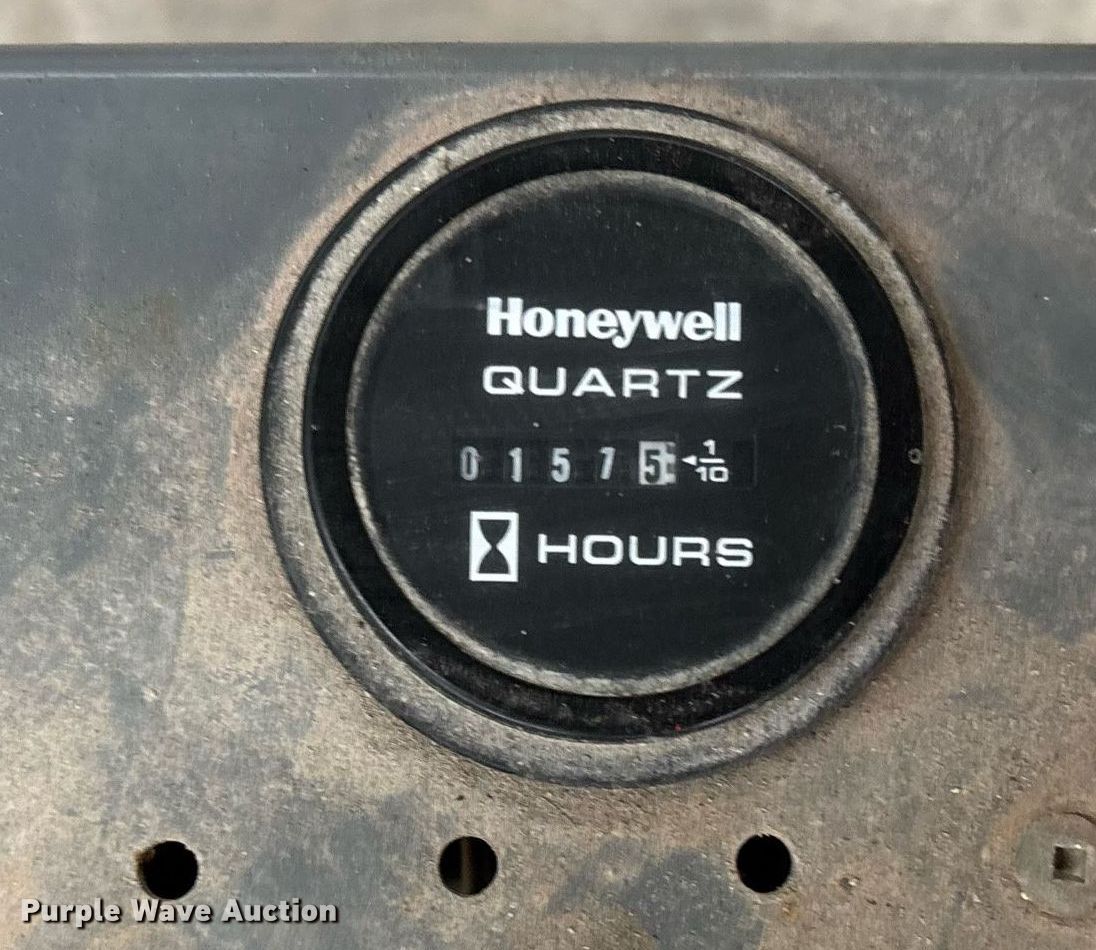 Honeywell
QUARTZ
0 1 5 7 5 1/10
HOURS
Purple Wave Auction